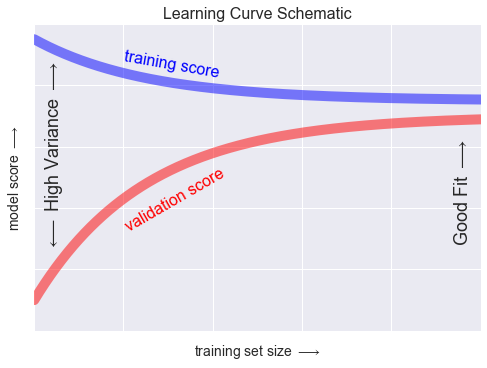 Learning Curve Schematic
training score
model score ⟶
⟵ High Variance ⟶
validation score
Good Fit ⟶
training set size ⟶